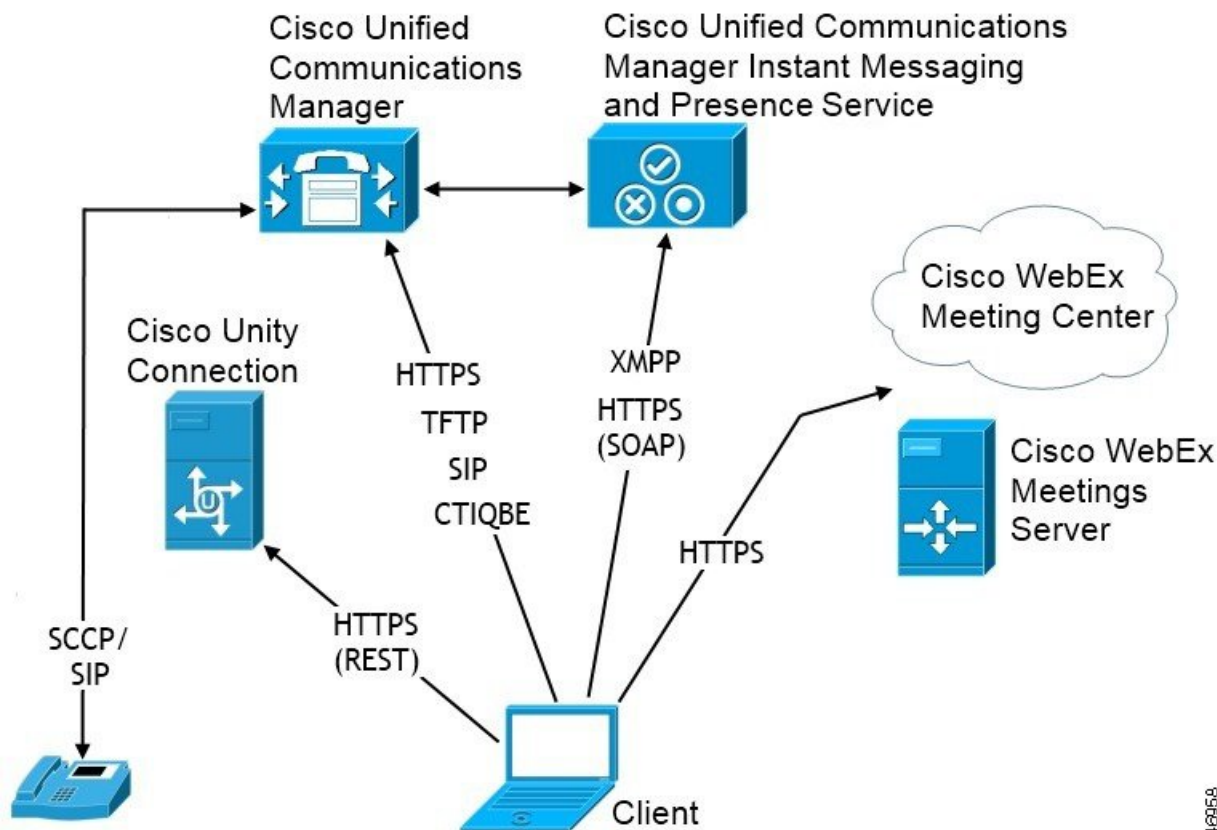 Cisco Unified
Communications
Manager
Cisco Unified Communications
Manager Instant Messaging
and Presence Service
Cisco WebEx
Meeting Center
Cisco Unity
Connection
HTTPS
TFTP
SIP
CTIQBE
XMPP
HTTPS
(SOAP)
Cisco WebEx
Meetings
Server
HTTPS
U
HTTPS
(REST)
SCCP/
SIP
Client